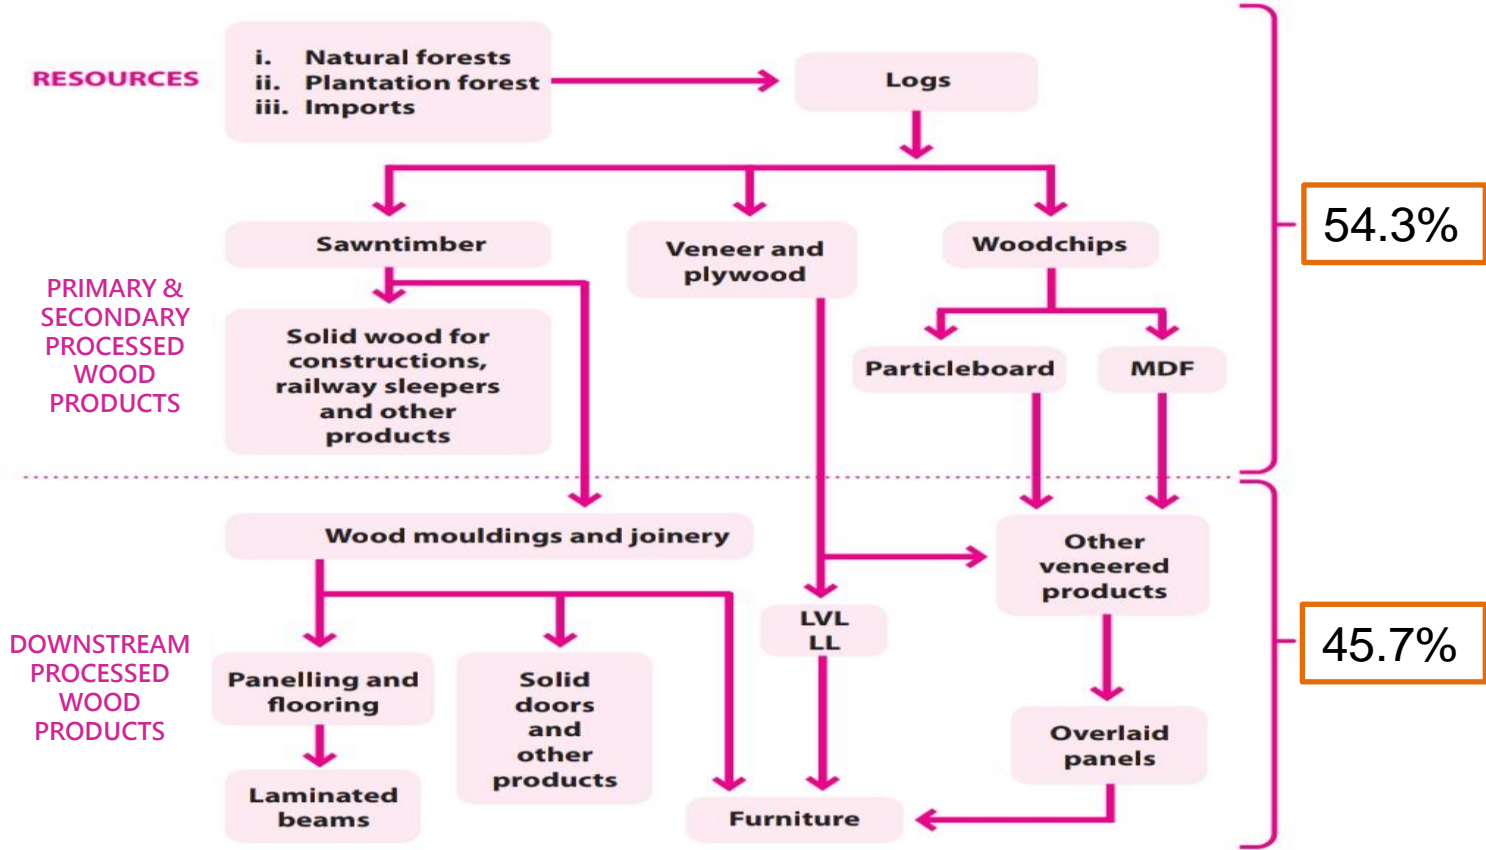 RESOURCES
i. Natural forests
ii. Plantation forest
iii. Imports
Logs
54.3%
Sawntimber
Veneer and
plywood
Woodchips
PRIMARY &
SECONDARY
PROCESSED
WOOD
PRODUCTS
Solid wood for
constructions,
railway sleepers
and other
products
Particleboard
MDF
Wood mouldings and joinery
Other
veneered
products
LVL
LL
45.7%
DOWNSTREAM
PROCESSED
WOOD
PRODUCTS
Panelling and
flooring
Solid
doors
and
other
products
Overlaid
panels
Laminated
beams
Furniture